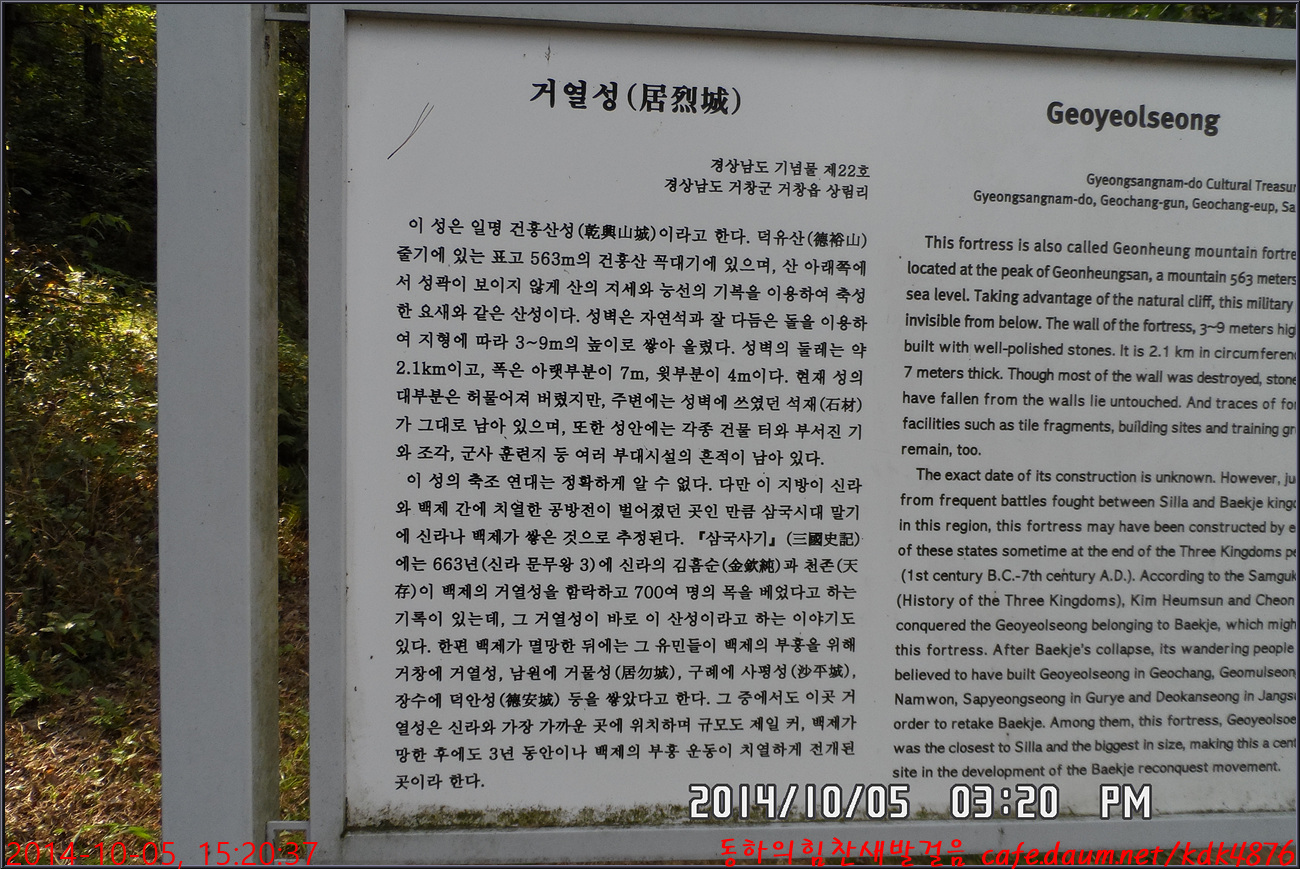 거열성(居烈城)
경상남도 기념물 제22호
경상남도 거창군 거창읍 상림리
이 성은 일명 건흥산성(乾興山城)이라고 한다. 덕유산(德裕山)
줄기에 있는 표고 563m의 건흥산 꼭대기에 있으며, 산 아래쪽에
서 성곽이 보이지 않게 산의 지세와 능선의 기복을 이용하여 축성
한 요새와 같은 산성이다. 성벽은 자연석과 잘 다듬은 돌을 이용하
여 지형에 따라 3~9m의 높이로 쌓아 올렸다. 성벽의 둘레는 약
2.1km이고, 폭은 아랫부분이 7m, 윗부분이 4m이다. 현재 성의
대부분은 허물어져 버렸지만, 주변에는 성벽에 쓰였던 석재(石材)
가 그대로 남아 있으며, 또한 성안에는 각종 건물 터와 부서진 기
와 조각, 군사 훈련지 등 여러 부대시설의 흔적이 남아 있다.
이 성의 축조 연대는 정확하게 알 수 없다. 다만 이 지방이 신라
와 백제 간에 치열한 공방전이 벌어졌던 곳인 만큼 삼국시대 말기
에 신라나 백제가 쌓은 것으로 추정된다. 『삼국사기』(三國史記)
에는 663년(신라 문무왕 3)에 신라의 김흠순(金欽純)과 천존(天
存)이 백제의 거열성을 함락하고 700여 명의 목을 베었다고 하는
기록이 있는데, 그 거열성이 바로 이 산성이라고 하는 이야기도
있다. 한편 백제가 멸망한 뒤에는 그 유민들이 백제의 부흥을 위해
거창에 거열성, 남원에 거물성(居勿城), 구례에 사평성(沙平城),
장수에 덕안성(德安城) 등을 쌓았다고 한다. 그 중에서도 이곳 거
열성은 신라와 가장 가까운 곳에 위치하며 규모도 제일 커, 백제가
망한 후에도 3년 동안이나 백제의 부흥 운동이 치열하게 전개된
곳이라 한다.
Geoyeolseong
Gyeongsangnam-do Cultural Treasur
Gyeongsangnam-do, Geochang-gun, Geochang-eup, Sa
This fortress is also called Geonheung mountain fortre
located at the peak of Geonheungsan, a mountain 563 meters
sea level. Taking advantage of the natural cliff, this military
invisible from below. The wall of the fortress, 3~9 meters hig
built with well-polished stones. It is 2.1 km in circumferenc
7 meters thick. Though most of the wall was destroyed, stone
have fallen from the walls lie untouched. And traces of for
facilities such as tile fragments, building sites and training gr
remain, too.
The exact date of its construction is unknown. However, ju
from frequent battles fought between Silla and Baekje kingd
in this region, this fortress may have been constructed by e
of these states sometime at the end of the Three Kingdoms pe
(1st century B.C.-7th century A.D.). According to the Samguk
(History of the Three Kingdoms), Kim Heumsun and Cheon
conquered the Geoyeolseong belonging to Baekje, which migh
this fortress. After Baekje's collapse, its wandering people
believed to have built Geoyeolseong in Geochang, Geomulseon
Namwon, Sapyeongseong in Gurye and Deokanseong in Jangs
order to retake Baekje. Among them, this fortress, Geoyeolsoe
was the closest to Silla and the biggest in size, making this a cent
site in the development of the Baekje reconquest movement.
2014/10/05 03:20 PM
2014-10-05, 15:20:37
동하의힘찬새발걸음 cafe.daum.net/kdk4876